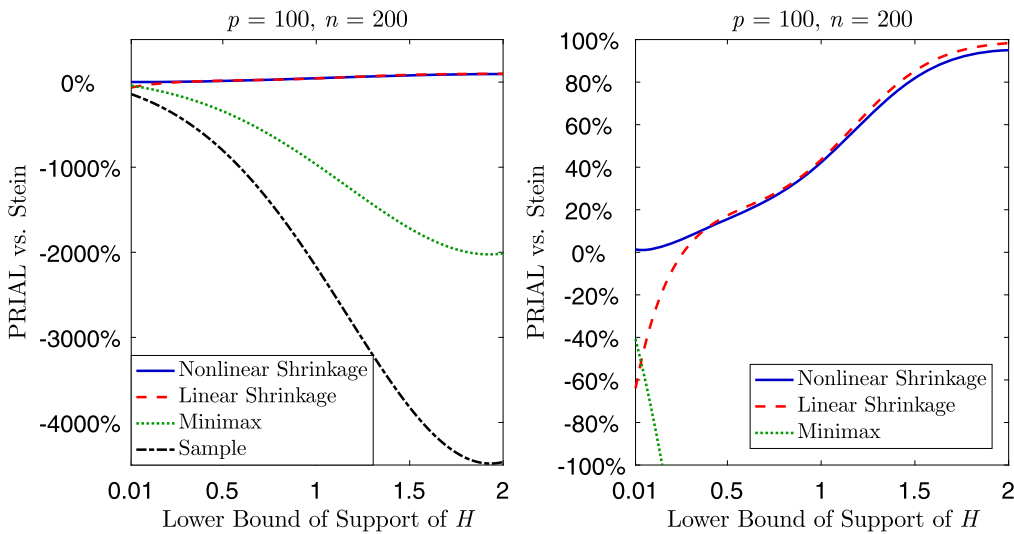 p = 100, n = 200
0%
-1000%
-2000%
-3000%
-4000%
PRIAL vs. Stein
Nonlinear Shrinkage
Linear Shrinkage
Minimax
Sample
0.01 0.5 1 1.5 2
Lower Bound of Support of H
p = 100, n = 200
100%
80%
60%
40%
20%
0%
-20%
-40%
-60%
-80%
-100%
PRIAL vs. Stein
Nonlinear Shrinkage
Linear Shrinkage
Minimax
0.01 0.5 1 1.5 2
Lower Bound of Support of H